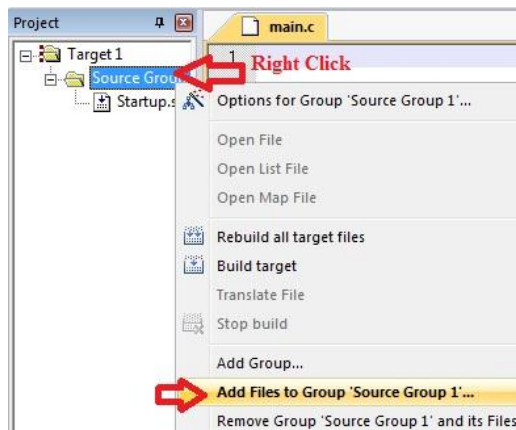 Project
main.c
Target 1
1
Right Click
Source Grou
Startup.s
Options for Group 'Source Group 1'...
Open File
Open List File
Open Map File
Rebuild all target files
Build target
Translate File
Stop build
Add Group...
Add Files to Group 'Source Group 1'...
Remove Group 'Source Group 1' and its Files